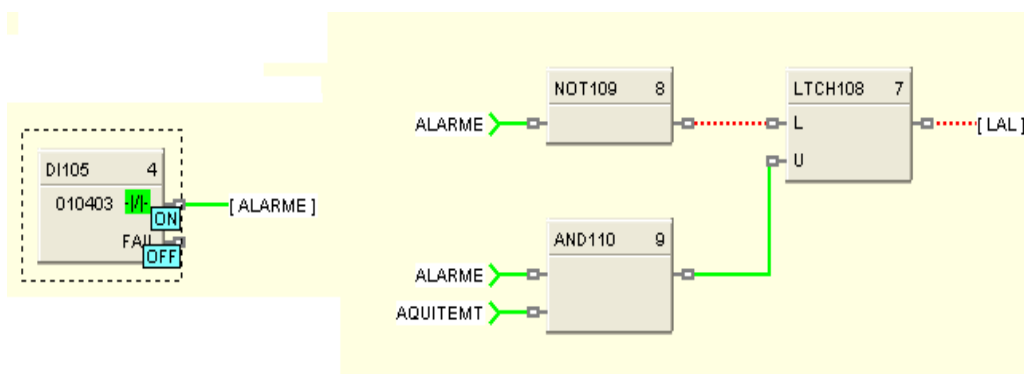 DI105 4
010403 -|/|-
ON
FAIL
OFF
[ ALARME ]
ALARME
NOT109 8
LTCH108 7
L
U
[ LAL ]
ALARME
AQUITEMT
AND110 9